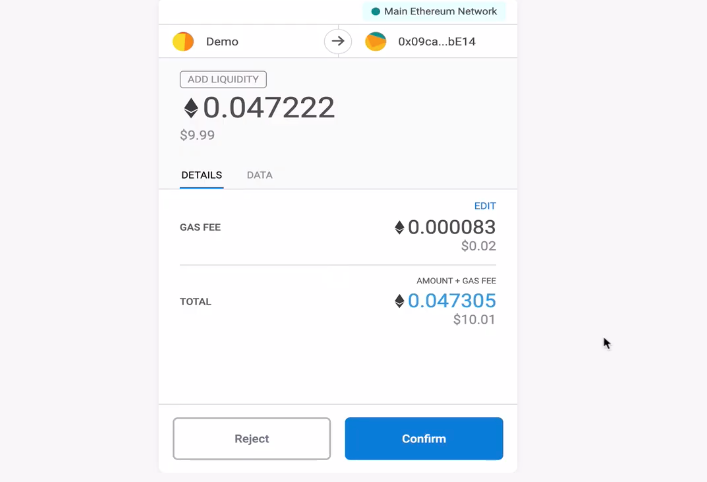 Main Ethereum Network
Demo
0x09ca...bE14
ADD LIQUIDITY
0.047222
$9.99
DETAILS DATA
EDIT
GAS FEE 0.000083
$0.02
AMOUNT + GAS FEE
TOTAL 0.047305
$10.01
Reject Confirm